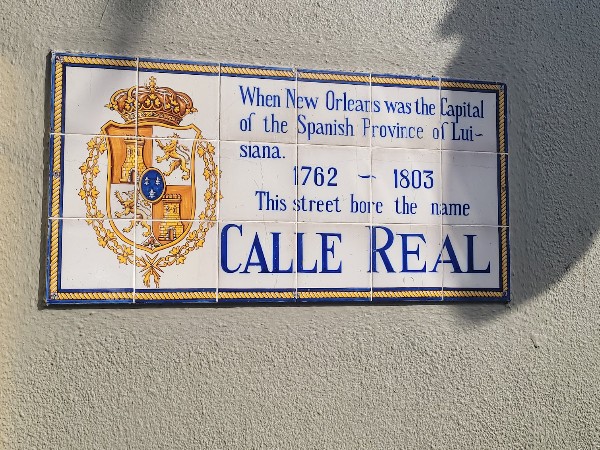 When New Orleans was the Capital
of the Spanish Province of Lui-
siana.
1762 – 1803
This street bore the name
CALLE REAL